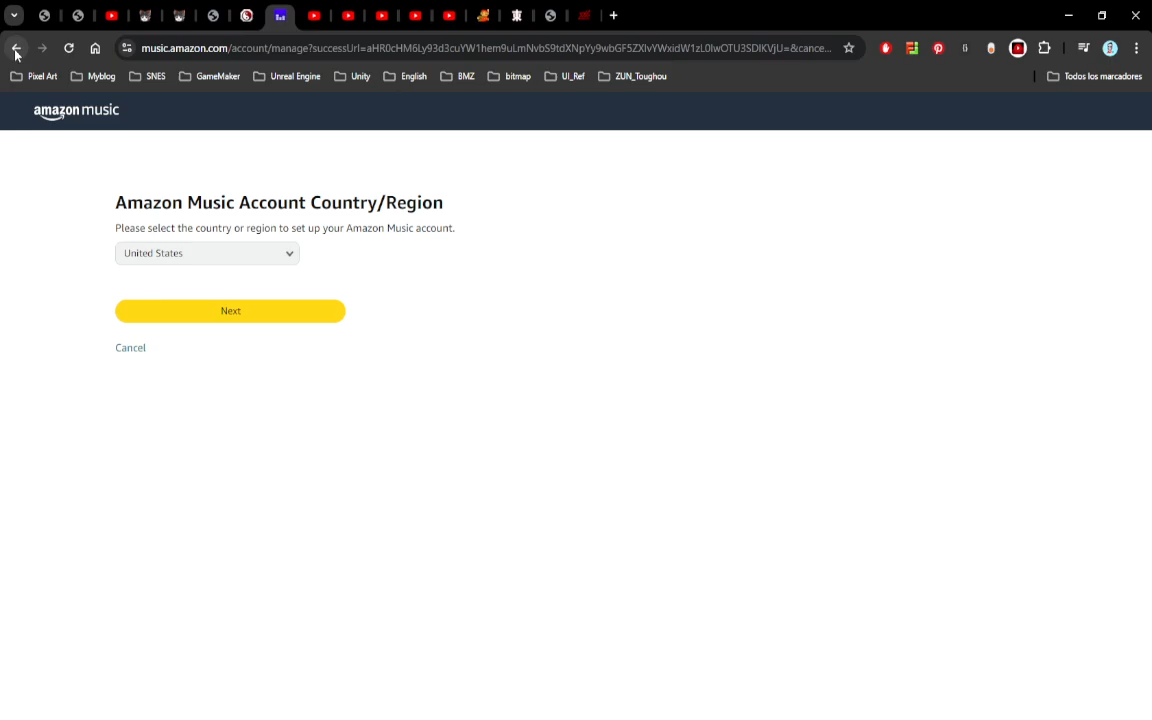 music.amazon.com/account/manage?successUrl=aHR0cHM6Ly93d3cuYW1hem9uLmNvbS9tdXNpYy9wbGF5ZXIvYWxidW1zL0IwOTU3SDlKVjU=&cance...
Pixel Art
Myblog
SNES
GameMaker
Unreal Engine
Unity
English
BMZ
bitmap
UI_Ref
ZUN_Touhou
Todos los marcadores
amazon music
Amazon Music Account Country/Region
Please select the country or region to set up your Amazon Music account.
United States
Next
Cancel